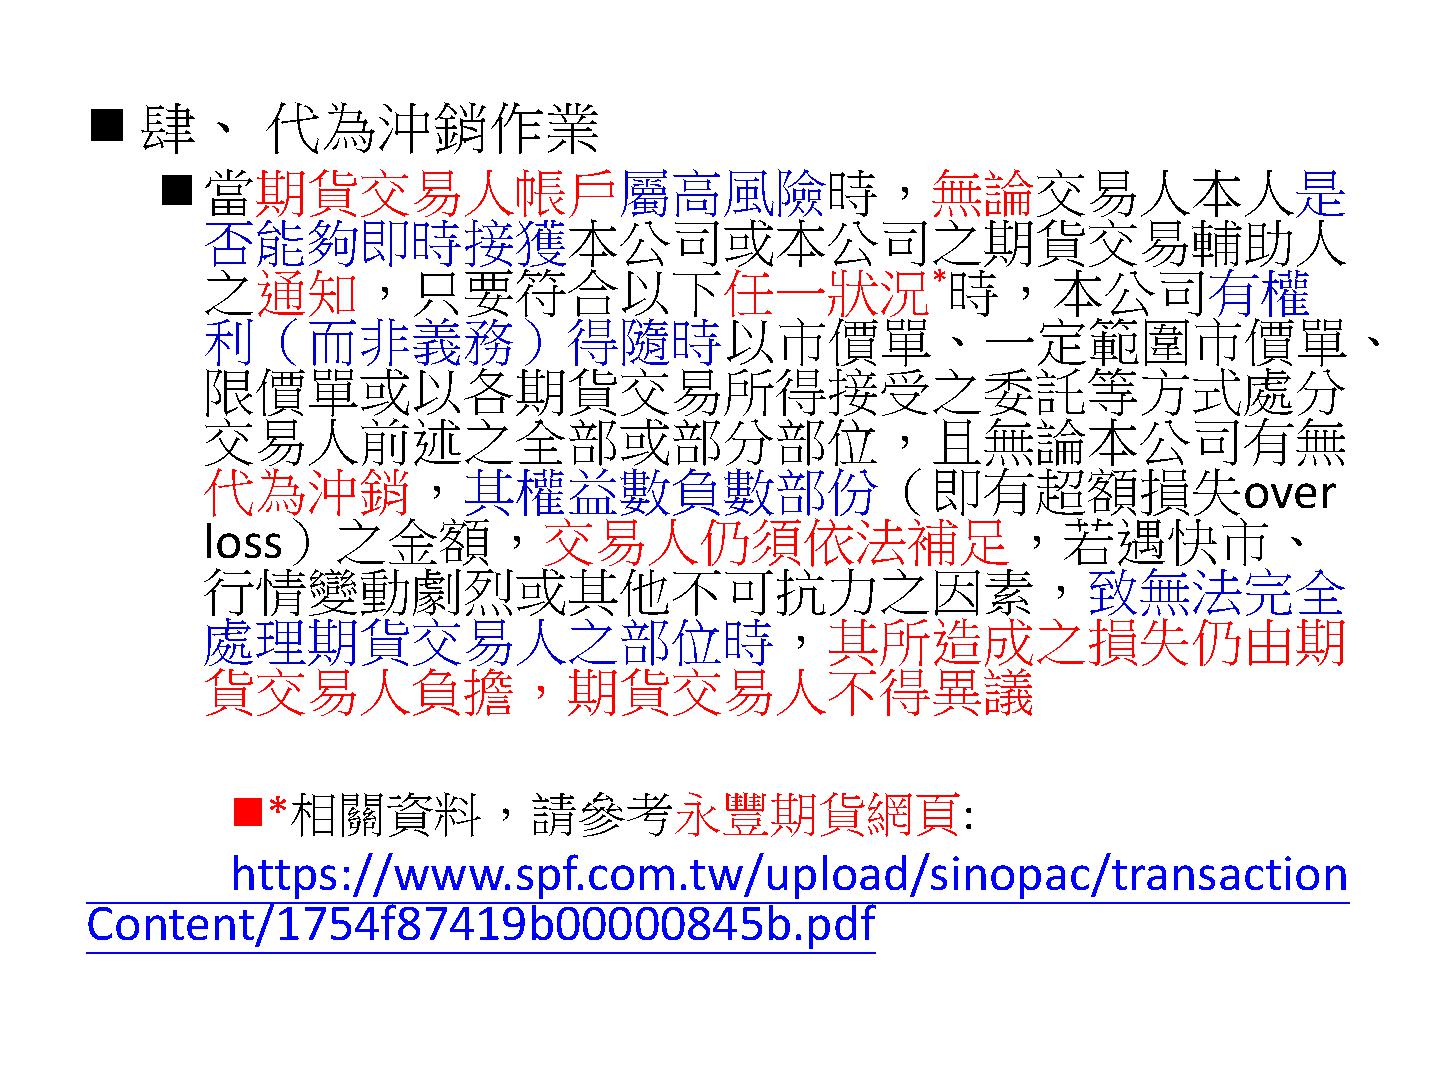 肆、 代為沖銷作業
當期貨交易人帳戶屬高風險時，無論交易人本人是
否能夠即時接獲本公司或本公司之期貨交易輔助人
之通知，只要符合以下任一狀況*時，本公司有權
利（而非義務）得隨時以市價單、一定範圍市價單、
限價單或以各期貨交易所得接受之委託等方式處分
交易人前述之全部或部分部位，且無論本公司有無
代為沖銷，其權益數負數部份（即有超額損失over
loss）之金額，交易人仍須依法補足，若遇快市、
行情變動劇烈或其他不可抗力之因素，致無法完全
處理期貨交易人之部位時，其所造成之損失仍由期
貨交易人負擔，期貨交易人不得異議
*相關資料，請參考永豐期貨網頁:
https://www.spf.com.tw/upload/sinopac/transaction
Content/1754f87419b00000845b.pdf